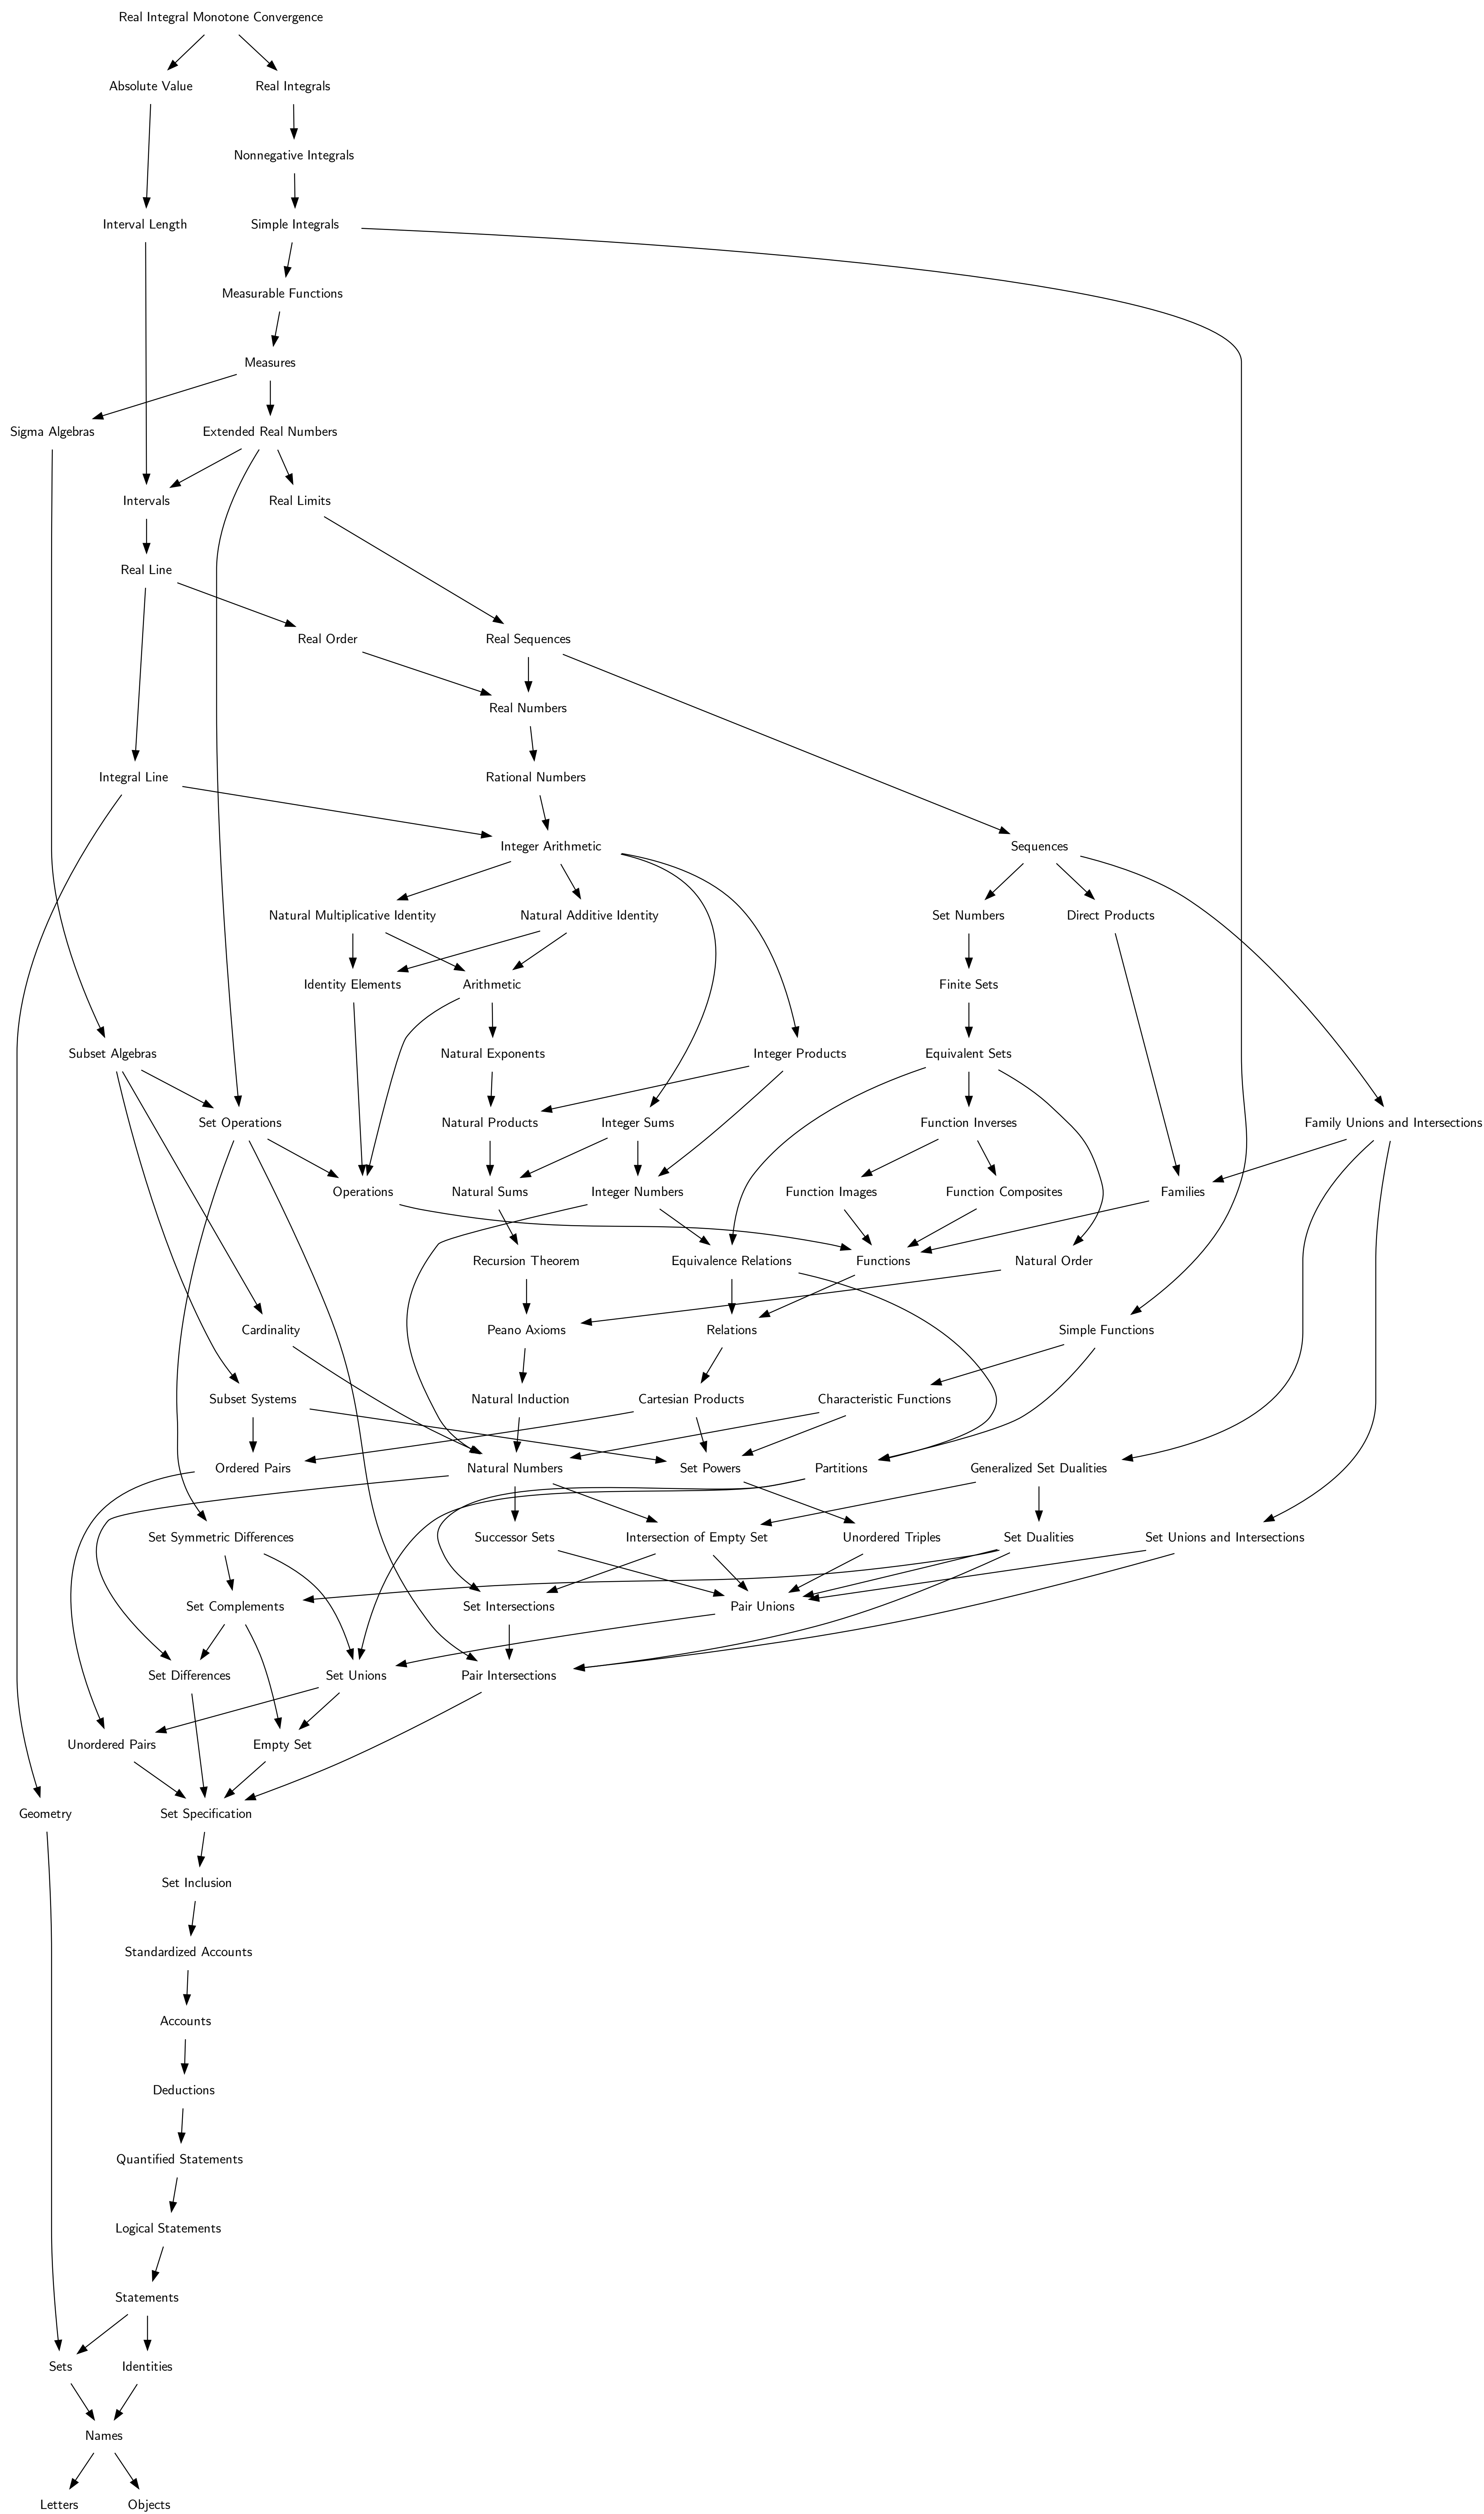 Real Integral Monotone Convergence
Absolute Value
Real Integrals
Nonnegative Integrals
Interval Length
Simple Integrals
Measurable Functions
Measures
Sigma Algebras
Extended Real Numbers
Intervals
Real Limits
Real Line
Real Order
Real Sequences
Real Numbers
Integral Line
Rational Numbers
Integer Arithmetic
Sequences
Natural Multiplicative Identity
Natural Additive Identity
Set Numbers
Direct Products
Identity Elements
Arithmetic
Finite Sets
Subset Algebras
Natural Exponents
Integer Products
Equivalent Sets
Set Operations
Natural Products
Integer Sums
Function Inverses
Family Unions and Intersections
Operations
Natural Sums
Integer Numbers
Function Images
Function Composites
Families
Recursion Theorem
Equivalence Relations
Functions
Natural Order
Cardinality
Peano Axioms
Relations
Simple Functions
Subset Systems
Natural Induction
Cartesian Products
Characteristic Functions
Ordered Pairs
Natural Numbers
Set Powers
Partitions
Generalized Set Dualities
Set Symmetric Differences
Successor Sets
Intersection of Empty Set
Unordered Triples
Set Dualities
Set Unions and Intersections
Set Complements
Set Intersections
Pair Unions
Set Differences
Set Unions
Pair Intersections
Unordered Pairs
Empty Set
Geometry
Set Specification
Set Inclusion
Standardized Accounts
Accounts
Deductions
Quantified Statements
Logical Statements
Statements
Sets
Identities
Names
Letters
Objects